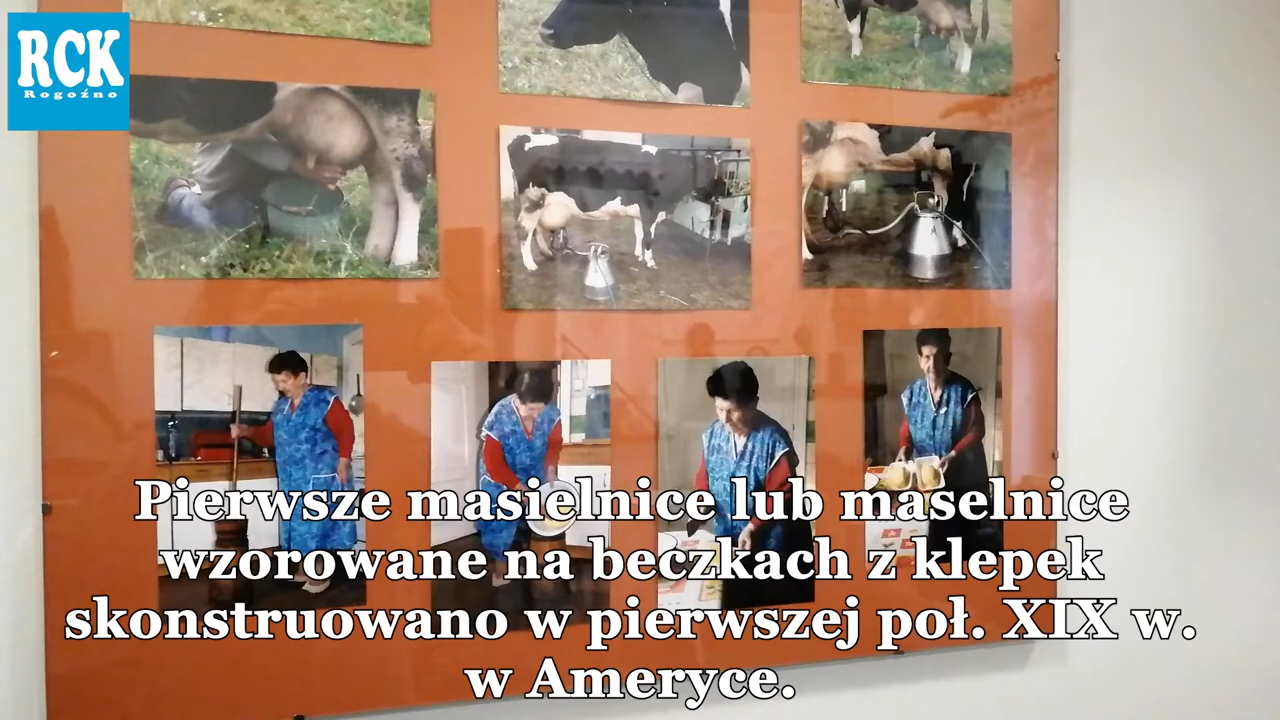 RCK
Rogoźno
Pierwsze masielnice lub maselnice
wzorowane na beczkach z klepek
skonstruowano w pierwszej poł. XIX w.
w Ameryce.